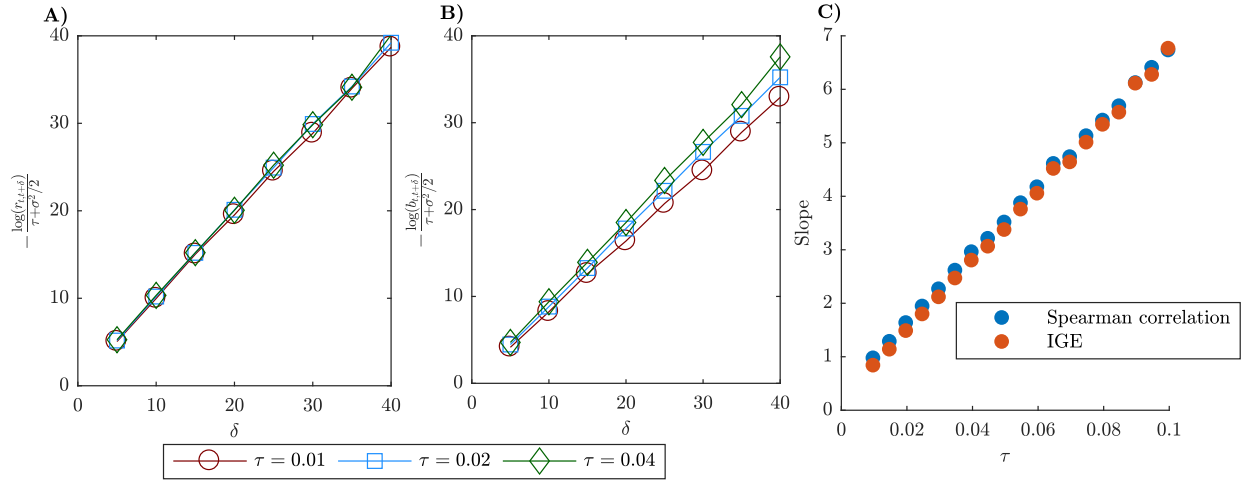 A)
40
30
20
10
0
0 10 20 30 40
δ
− log(r_{t,t+δ}) / τ+σ²/2
B)
40
30
20
10
0
0 10 20 30 40
δ
− log(b_{t,t+δ}) / τ+σ²/2
C)
7
6
5
4
3
2
1
0
0 0.02 0.04 0.06 0.08 0.1
τ
Slope
Spearman correlation
IGE
τ = 0.01 τ = 0.02 τ = 0.04